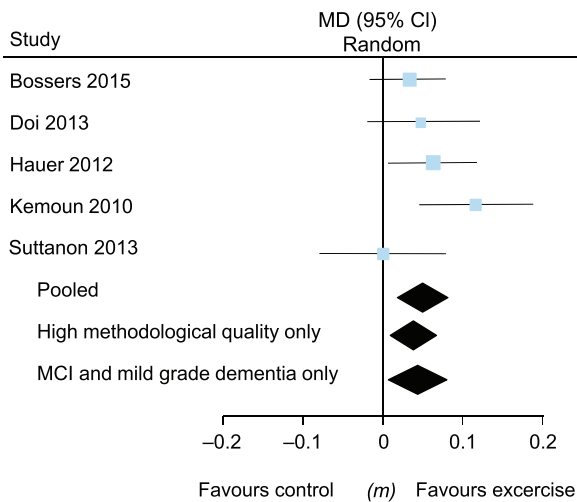 MD (95% CI)
Study
Random
Bossers 2015
Doi 2013
Hauer 2012
Kemoun 2010
Suttanon 2013
Pooled
High methodological quality only
MCI and mild grade dementia only
–0.2 –0.1 0 0.1 0.2
Favours control (m) Favours excercise